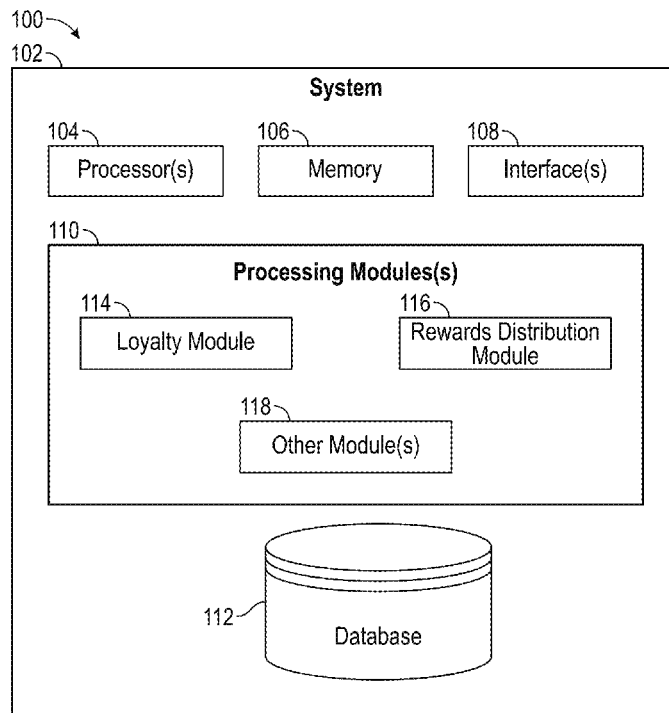 100
102
System
104
106
108
Processor(s)
Memory
Interface(s)
110
Processing Modules(s)
114
116
Loyalty Module
Rewards Distribution
Module
118
Other Module(s)
112
Database